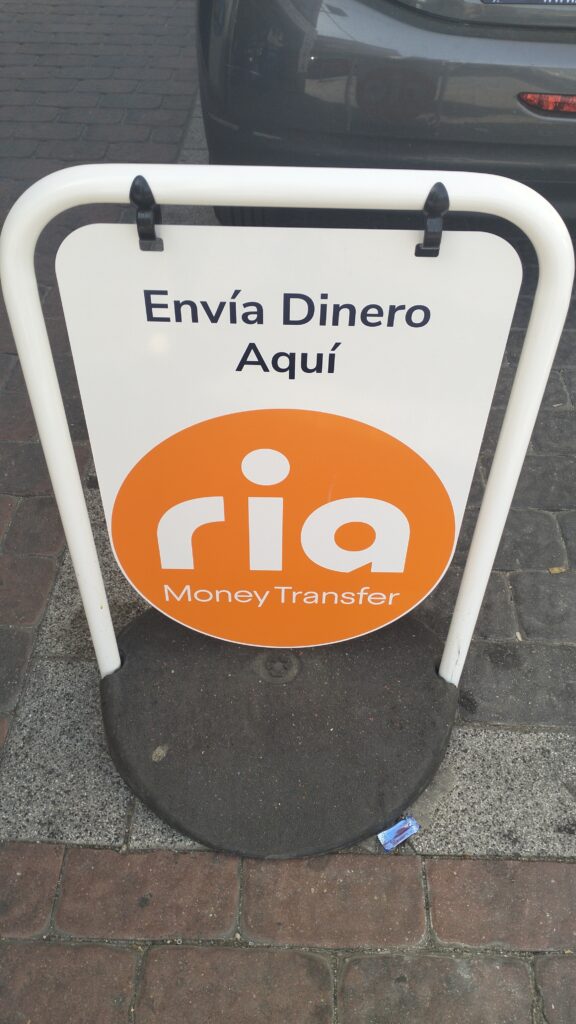 Envía Dinero
Aquí
ria
Money Transfer